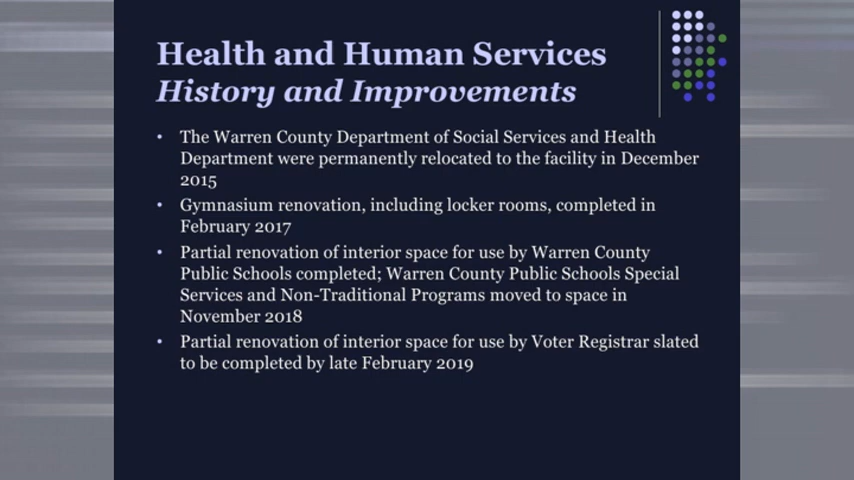 Health and Human Services
History and Improvements
• The Warren County Department of Social Services and Health
Department were permanently relocated to the facility in December
2015
• Gymnasium renovation, including locker rooms, completed in
February 2017
• Partial renovation of interior space for use by Warren County
Public Schools completed; Warren County Public Schools Special
Services and Non-Traditional Programs moved to space in
November 2018
• Partial renovation of interior space for use by Voter Registrar slated
to be completed by late February 2019